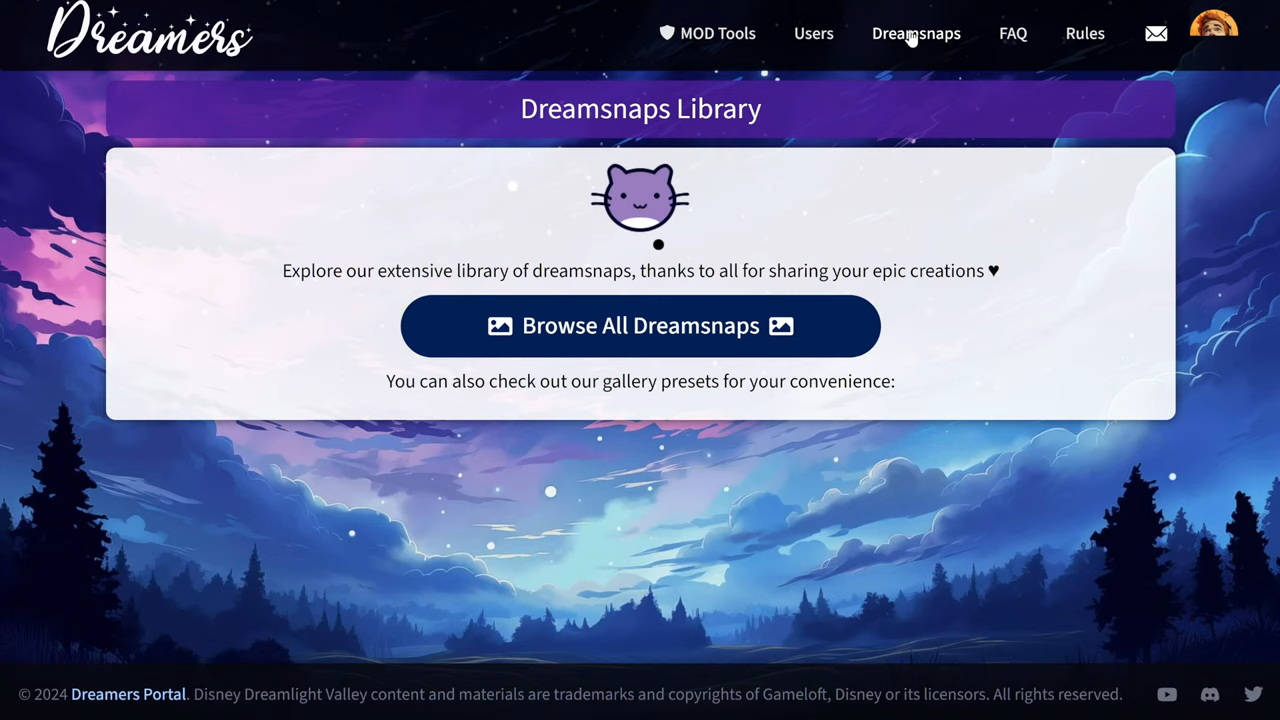 Dreamers
MOD Tools Users Dreamsnaps FAQ Rules
Dreamsnaps Library
Explore our extensive library of dreamsnaps, thanks to all for sharing your epic creations ♥
Browse All Dreamsnaps
You can also check out our gallery presets for your convenience:
© 2024 Dreamers Portal. Disney Dreamlight Valley content and materials are trademarks and copyrights of Gameloft, Disney or its licensors. All rights reserved.